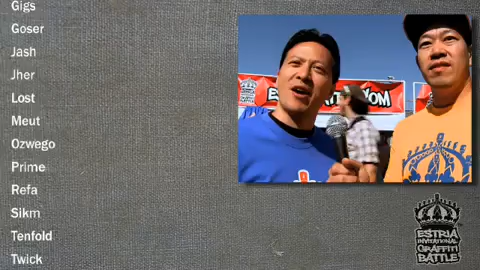 Gigs
Goser
Jash
Jher
Lost
Meut
Ozwego
Prime
Refa
Sikm
Tenfold
Twick
ESTRIA
INVITATIONAL
GRAFFITI
BATTLE